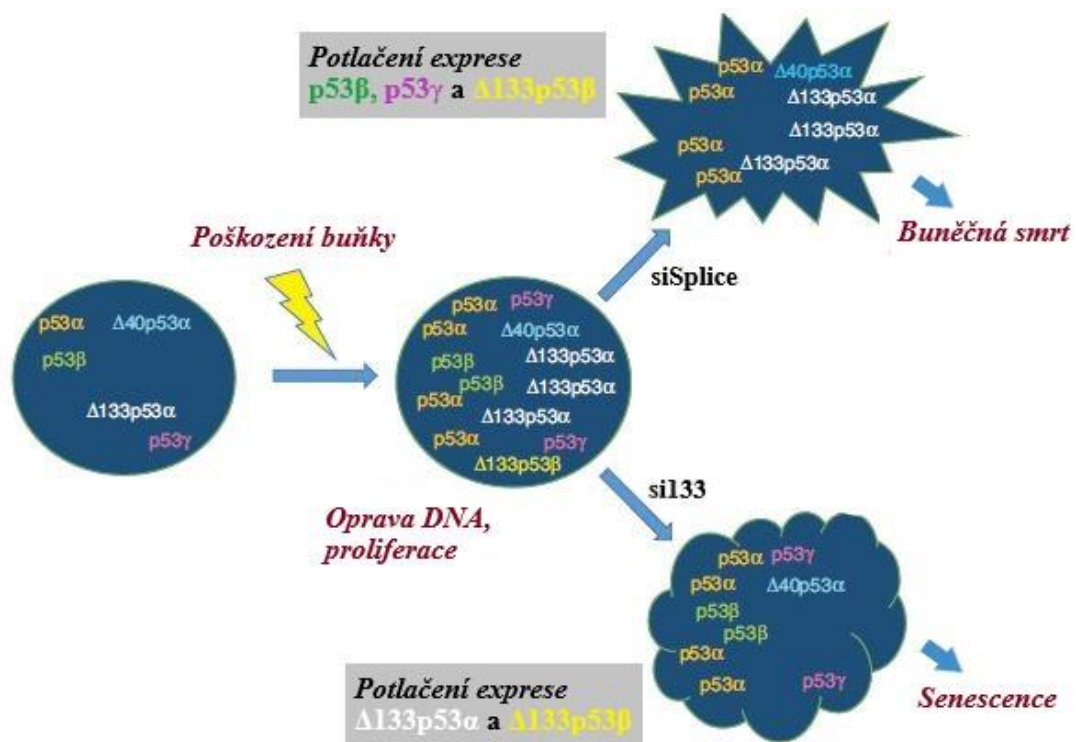 Potlačení exprese
p53β, p53γ a Δ133p53β
p53α Δ40p53α
p53α Δ133p53α
Δ133p53α
p53α
Δ133p53α
p53α
Buněčná smrt
Poškození buňky
siSplice
p53α Δ40p53α
p53β
Δ133p53α
p53γ
p53α p53γ
p53α Δ40p53α
p53β Δ133p53α
p53β Δ133p53α
p53α
Δ133p53α
p53α p53γ
Δ133p53β
si133
Oprava DNA,
proliferace
p53α p53γ
p53α Δ40p53α
p53β
p53β
p53α
p53α p53γ
Senescence
Potlačení exprese
Δ133p53α a Δ133p53β